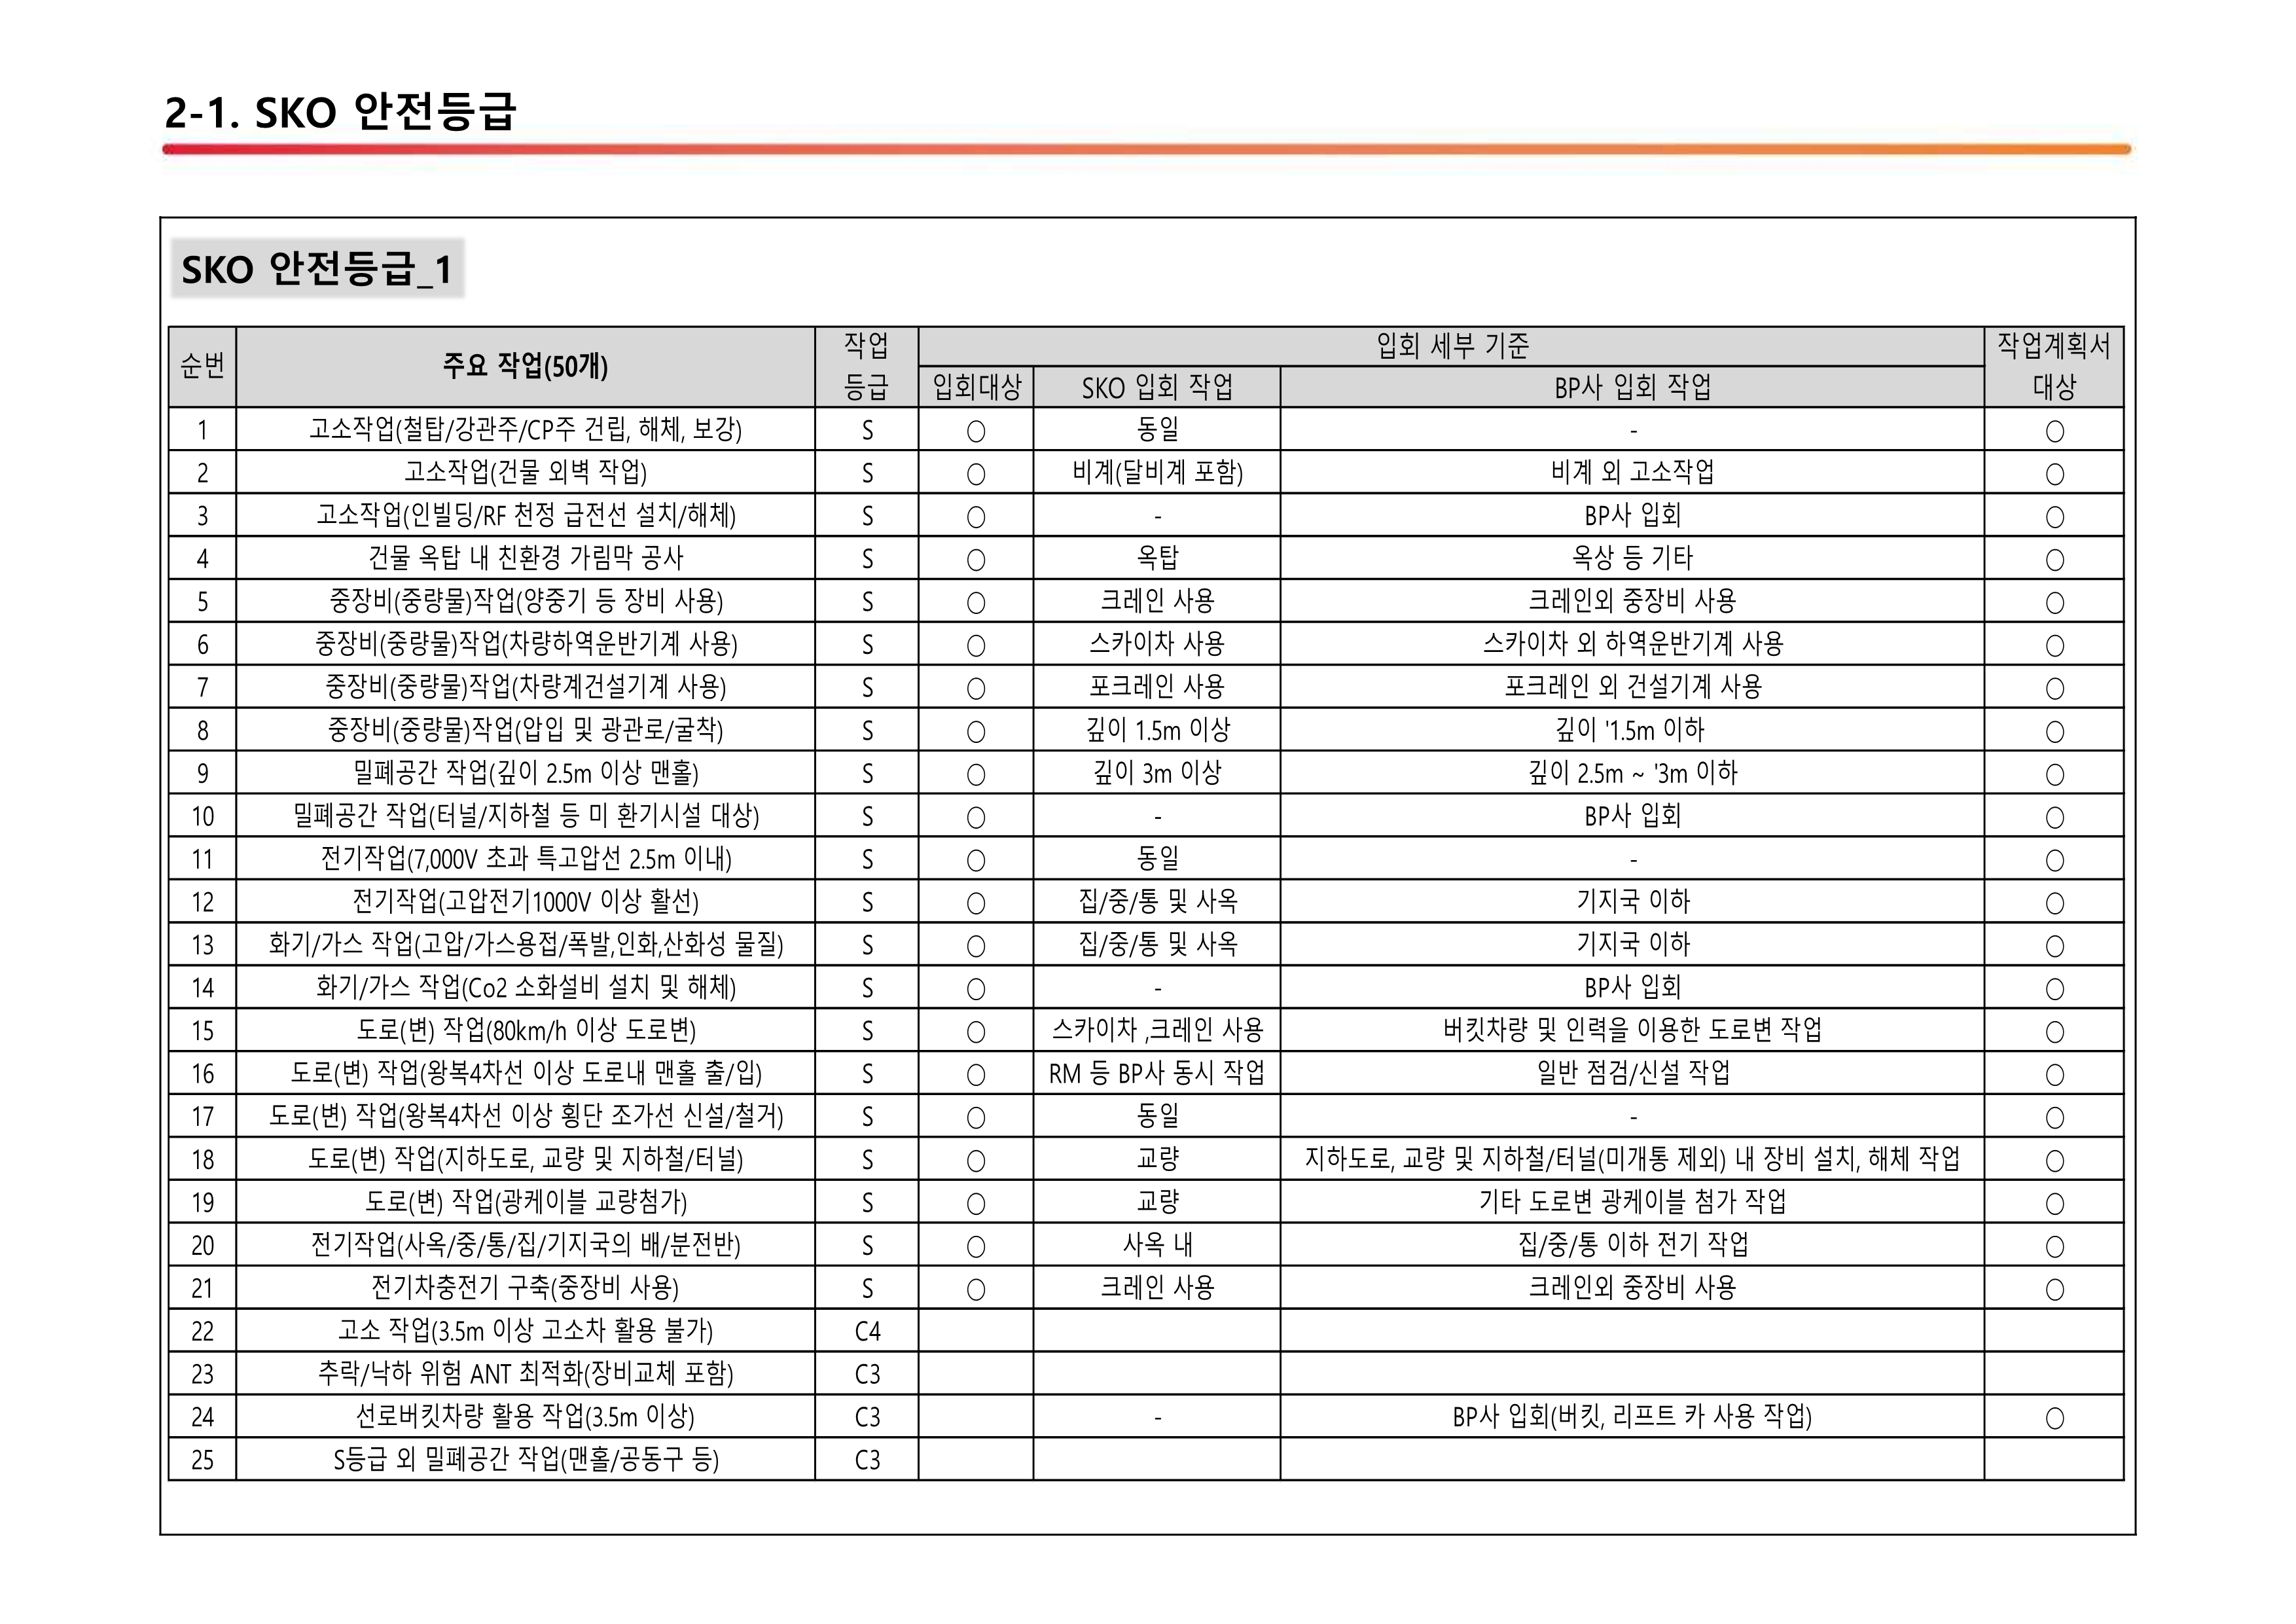 2-1. SKO 안전등급
SKO 안전등급_1
순번 주요 작업(50개) 작업 등급 입회 세부 기준 작업계획서 대상
입회대상 SKO 입회 작업 BP사 입회 작업
1 고소작업(철탑/강관주/CP주 건립, 해체, 보강) S ○ 동일 - ○
2 고소작업(건물 외벽 작업) S ○ 비계(달비계 포함) 비계 외 고소작업 ○
3 고소작업(인빌딩/RF 천정 급전선 설치/해체) S ○ - BP사 입회 ○
4 건물 옥탑 내 친환경 가림막 공사 S ○ 옥탑 옥상 등 기타 ○
5 중장비(중량물)작업(양중기 등 장비 사용) S ○ 크레인 사용 크레인외 중장비 사용 ○
6 중장비(중량물)작업(차량하역운반기계 사용) S ○ 스카이차 사용 스카이차 외 하역운반기계 사용 ○
7 중장비(중량물)작업(차량계건설기계 사용) S ○ 포크레인 사용 포크레인 외 건설기계 사용 ○
8 중장비(중량물)작업(압입 및 광관로/굴착) S ○ 깊이 1.5m 이상 깊이 '1.5m 이하 ○
9 밀폐공간 작업(깊이 2.5m 이상 맨홀) S ○ 깊이 3m 이상 깊이 2.5m ~ '3m 이하 ○
10 밀폐공간 작업(터널/지하철 등 미 환기시설 대상) S ○ - BP사 입회 ○
11 전기작업(7,000V 초과 특고압선 2.5m 이내) S ○ 동일 - ○
12 전기작업(고압전기1000V 이상 활선) S ○ 집/중/통 및 사옥 기지국 이하 ○
13 화기/가스 작업(고압/가스용접/폭발,인화,산화성 물질) S ○ 집/중/통 및 사옥 기지국 이하 ○
14 화기/가스 작업(Co2 소화설비 설치 및 해체) S ○ - BP사 입회 ○
15 도로(변) 작업(80km/h 이상 도로변) S ○ 스카이차 ,크레인 사용 버킷차량 및 인력을 이용한 도로변 작업 ○
16 도로(변) 작업(왕복4차선 이상 도로내 맨홀 출/입) S ○ RM 등 BP사 동시 작업 일반 점검/신설 작업 ○
17 도로(변) 작업(왕복4차선 이상 횡단 조가선 신설/철거) S ○ 동일 - ○
18 도로(변) 작업(지하도로, 교량 및 지하철/터널) S ○ 교량 지하도로, 교량 및 지하철/터널(미개통 제외) 내 장비 설치, 해체 작업 ○
19 도로(변) 작업(광케이블 교량첨가) S ○ 교량 기타 도로변 광케이블 첨가 작업 ○
20 전기작업(사옥/중/통/집/기지국의 배/분전반) S ○ 사옥 내 집/중/통 이하 전기 작업 ○
21 전기차충전기 구축(중장비 사용) S ○ 크레인 사용 크레인외 중장비 사용 ○
22 고소 작업(3.5m 이상 고소차 활용 불가) C4
23 추락/낙하 위험 ANT 최적화(장비교체 포함) C3
24 선로버킷차량 활용 작업(3.5m 이상) C3 - BP사 입회(버킷, 리프트 카 사용 작업) ○
25 S등급 외 밀폐공간 작업(맨홀/공동구 등) C3